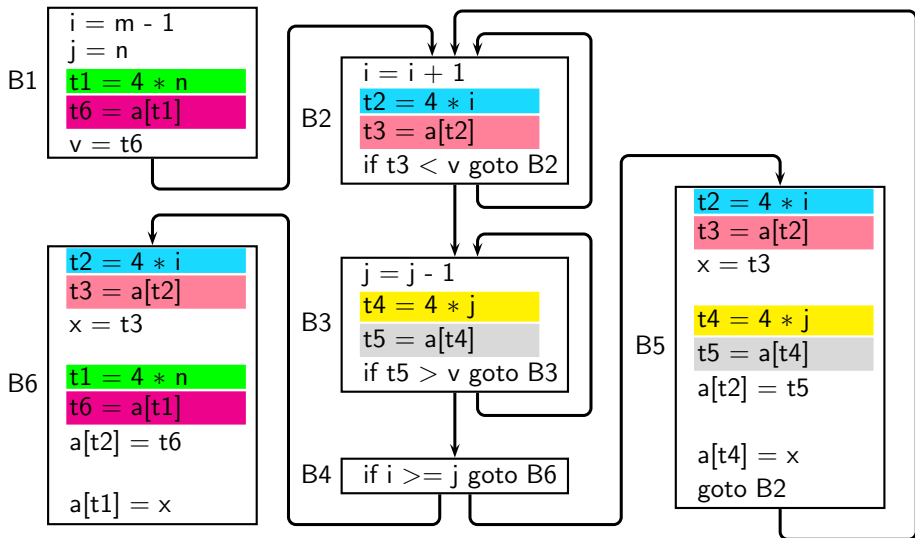 B1
i = m - 1
j = n
t1 = 4 * n
t6 = a[t1]
v = t6
B2
i = i + 1
t2 = 4 * i
t3 = a[t2]
if t3 < v goto B2
B3
j = j - 1
t4 = 4 * j
t5 = a[t4]
if t5 > v goto B3
B4
if i >= j goto B6
B5
t2 = 4 * i
t3 = a[t2]
x = t3
t4 = 4 * j
t5 = a[t4]
a[t2] = t5
a[t4] = x
goto B2
B6
t2 = 4 * i
t3 = a[t2]
x = t3
t1 = 4 * n
t6 = a[t1]
a[t2] = t6
a[t1] = x